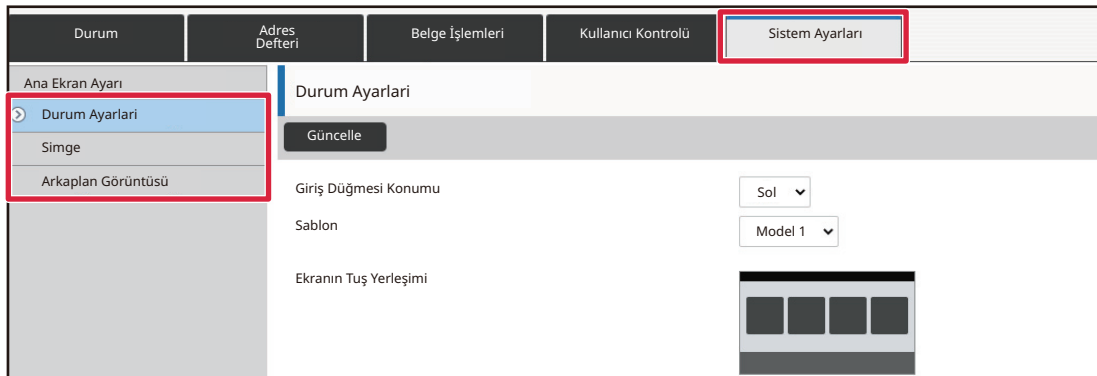 Durum
Adres
Defteri
Belge İşlemleri
Kullanıcı Kontrolü
Sistem Ayarları
Ana Ekran Ayarı
Durum Ayarlari
Simge
Arkaplan Görüntüsü
Durum Ayarlari
Güncelle
Giriş Düğmesi Konumu
Sol
Sablon
Model 1
Ekranın Tuş Yerleşimi